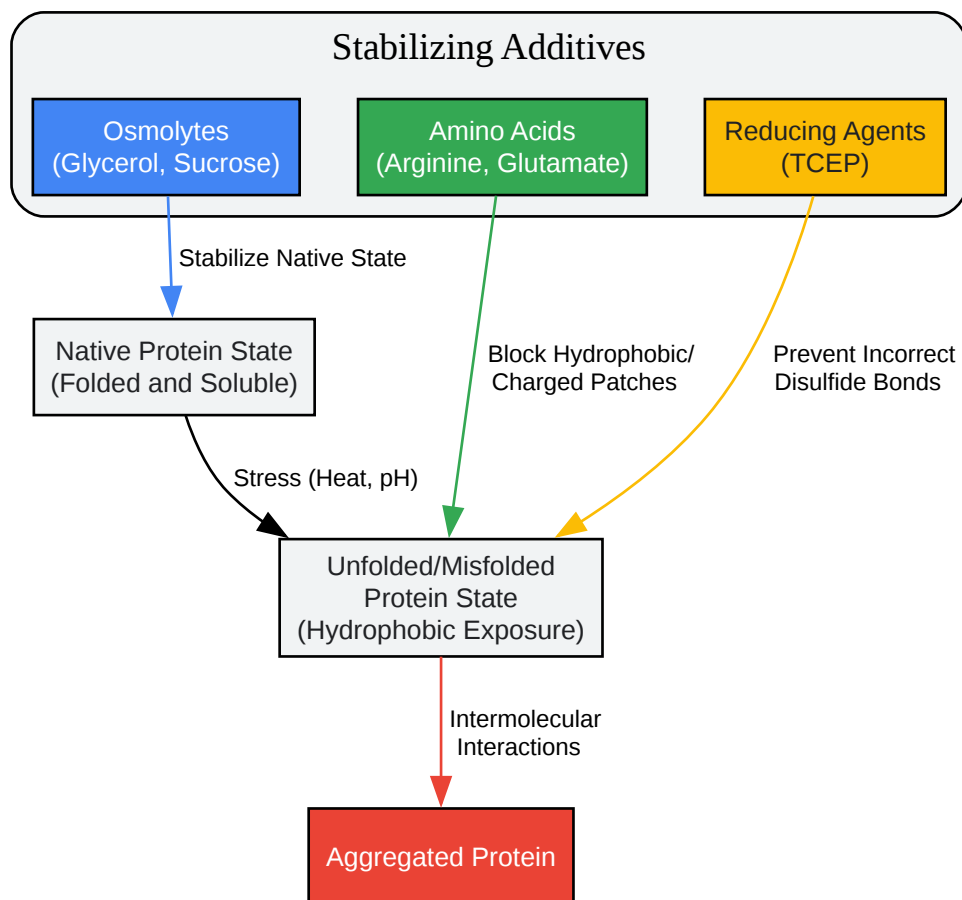 Stabilizing Additives
Osmolytes
(Glycerol, Sucrose)
Amino Acids
(Arginine, Glutamate)
Reducing Agents
(TCEP)
Stabilize Native State
Native Protein State
(Folded and Soluble)
Block Hydrophobic/
Charged Patches
Prevent Incorrect
Disulfide Bonds
Stress (Heat, pH)
Unfolded/Misfolded
Protein State
(Hydrophobic Exposure)
Intermolecular
Interactions
Aggregated Protein